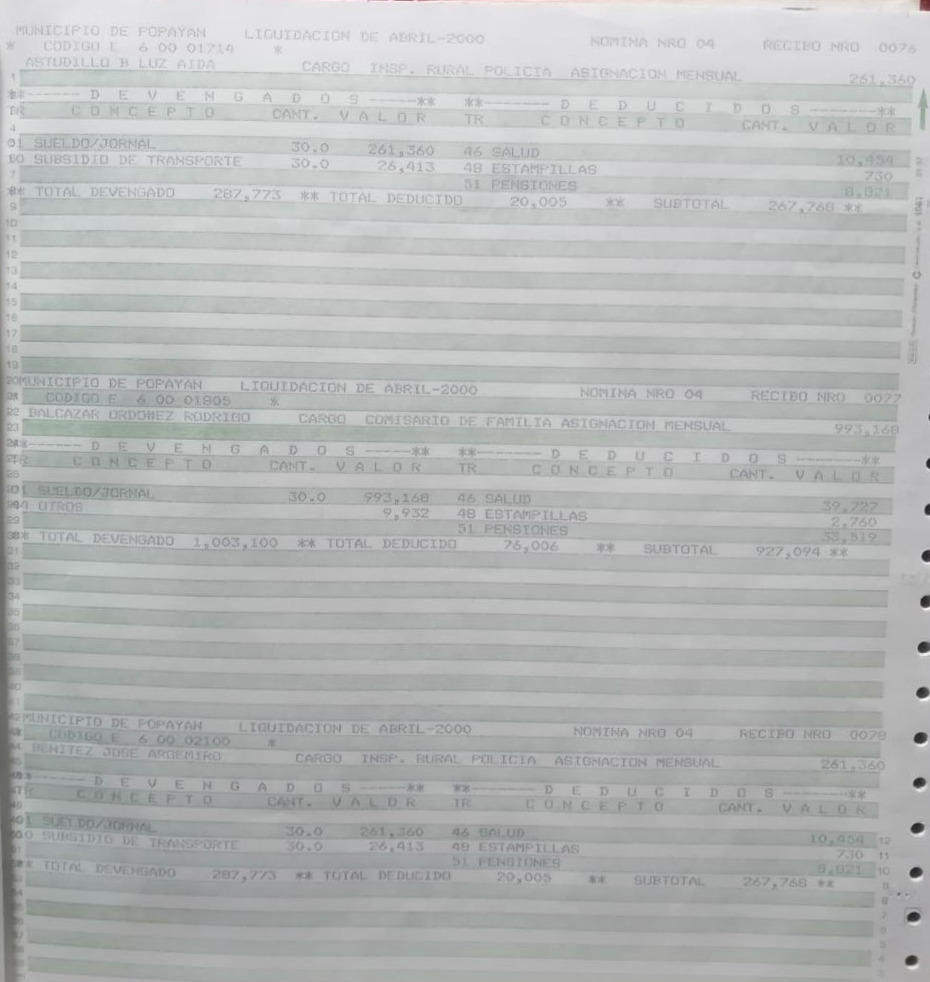 MUNICIPIO DE POPAYAN LIQUIDACION DE ABRIL-2000 NOMINA NRO 04 RECIBO NRO 0076
* CODIGO E 6 00 01714 *
ASTUDILLO B LUZ AIDA CARGO INSP. RURAL POLICIA ASIGNACION MENSUAL 261,360
**------ D E V E N G A D O S ------** **------ D E D U C I D O S ------**
TR C O N C E P T O CANT. V A L O R TR C O N C E P T O CANT. V A L O R
01 SUELDO/JORNAL 30.0 261,360 46 SALUD 10,454
SUBSIDIO DE TRANSPORTE 30.0 26,413 48 ESTAMPILLAS 730
51 PENSIONES 8,821
** TOTAL DEVENGADO 287,773 ** TOTAL DEDUCIDO 20,005 ** SUBTOTAL 267,768 **
MUNICIPIO DE POPAYAN LIQUIDACION DE ABRIL-2000 NOMINA NRO 04 RECIBO NRO 0077
CODIGO E 6 00 01805 *
BALCAZAR ORDOÑEZ RODRIGO CARGO COMISARIO DE FAMILIA ASIGNACION MENSUAL 993,168
**------ D E V E N G A D O S ------** **------ D E D U C I D O S ------**
TR C O N C E P T O CANT. V A L O R TR C O N C E P T O CANT. V A L O R
01 SUELDO/JORNAL 30.0 993,168 46 SALUD 39,727
OTROS 9,932 48 ESTAMPILLAS 2,760
51 PENSIONES 33,519
** TOTAL DEVENGADO 1,003,100 ** TOTAL DEDUCIDO 76,006 ** SUBTOTAL 927,094 **
MUNICIPIO DE POPAYAN LIQUIDACION DE ABRIL-2000 NOMINA NRO 04 RECIBO NRO 0078
CODIGO E 6 00 02105 *
BENITEZ JOSE ARGEMIRO CARGO INSP. RURAL POLICIA ASIGNACION MENSUAL 261,360
**------ D E V E N G A D O S ------** **------ D E D U C I D O S ------**
TR C O N C E P T O CANT. V A L O R TR C O N C E P T O CANT. V A L O R
01 SUELDO/JORNAL 30.0 261,360 46 SALUD 10,454
SUBSIDIO DE TRANSPORTE 30.0 26,413 48 ESTAMPILLAS 730
51 PENSIONES 8,821
** TOTAL DEVENGADO 287,773 ** TOTAL DEDUCIDO 20,005 ** SUBTOTAL 267,768 **